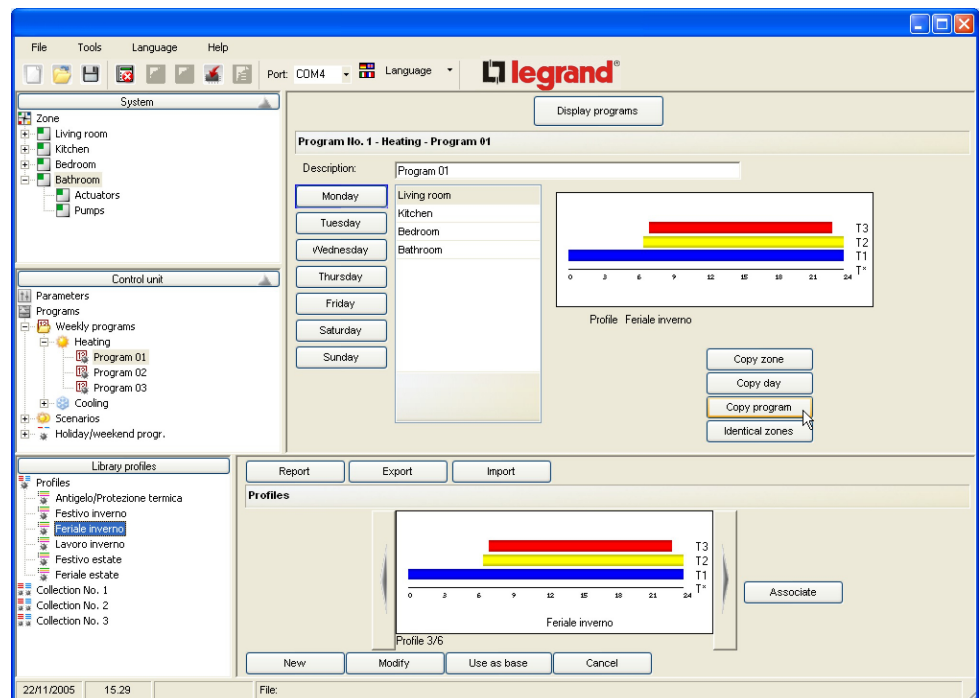 File Tools Language Help
Port: COM4 Language legrand®
System
Zone
Living room
Kitchen
Bedroom
Bathroom
Actuators
Pumps
Control unit
Parameters
Programs
Weekly programs
Heating
Program 01
Program 02
Program 03
Cooling
Scenarios
Holiday/weekend progr.
Display programs
Program No. 1 - Heating - Program 01
Description: Program 01
Monday
Tuesday
Wednesday
Thursday
Friday
Saturday
Sunday
Living room
Kitchen
Bedroom
Bathroom
T3
T2
T1
T*
0 3 6 9 12 15 18 21 24
Profile Feriale inverno
Copy zone
Copy day
Copy program
Identical zones
Library profiles
Profiles
Antigelo/Protezione termica
Festivo inverno
Feriale inverno
Lavoro inverno
Festivo estate
Feriale estate
Collection No. 1
Collection No. 2
Collection No. 3
Report Export Import
Profiles
T3
T2
T1
T*
0 3 6 9 12 15 18 21 24
Feriale inverno
Profile 3/6
Associate
New Modify Use as base Cancel
22/11/2005 15.29 File: